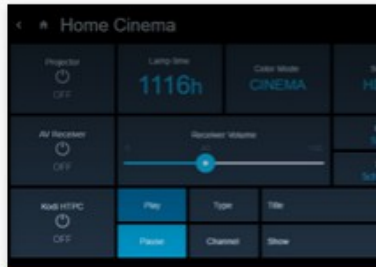 Home Cinema
Projector
OFF
Lamp time
1116h
Color Mode
CINEMA
AV Receiver
OFF
Receiver Volume
Kodi HTPC
OFF
Play
Type
Title
Pause
Channel
Show